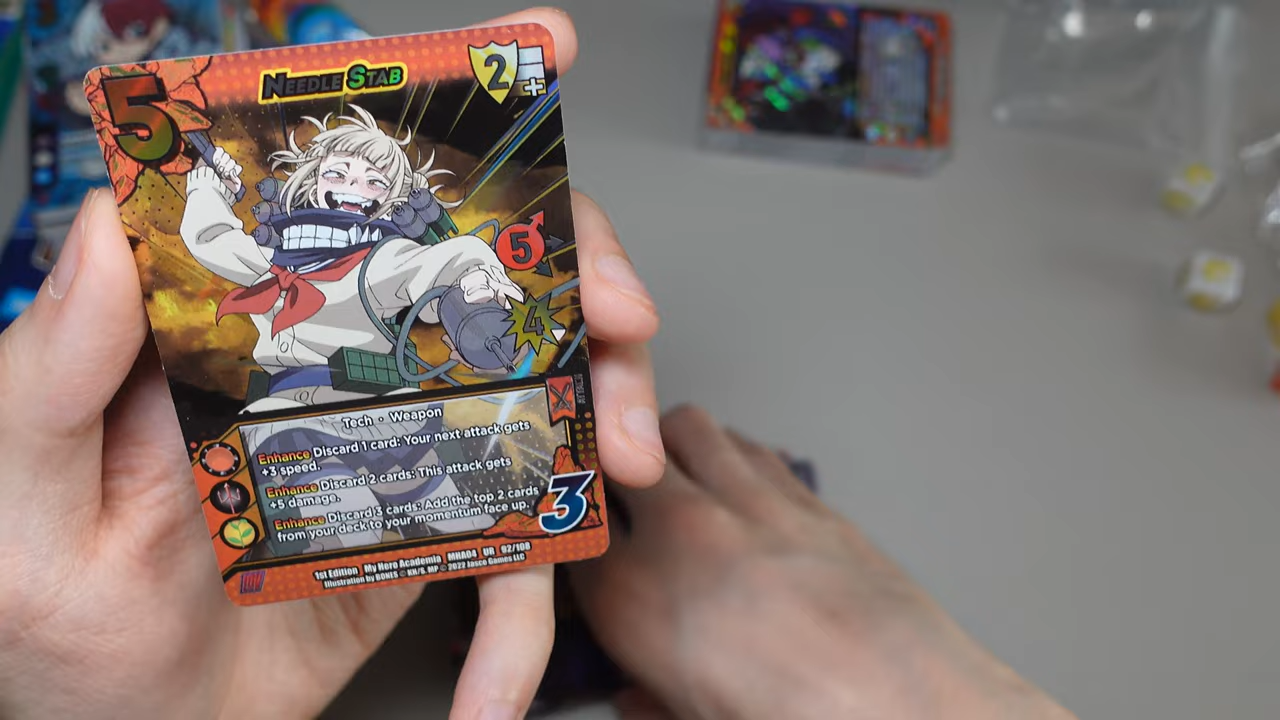 5
NEEDLE STAB
2
+
5
4
ATTACK
Tech • Weapon
Enhance Discard 1 card: Your next attack gets
+3 speed.
Enhance Discard 2 cards: This attack gets
+5 damage.
Enhance Discard 3 cards: Add the top 2 cards
from your deck to your momentum face up.
3
1st Edition My Hero Academia MHA04 UR 92/108
Illustration by BONES © KH/S, MP © 2022 Jasco Games LLC